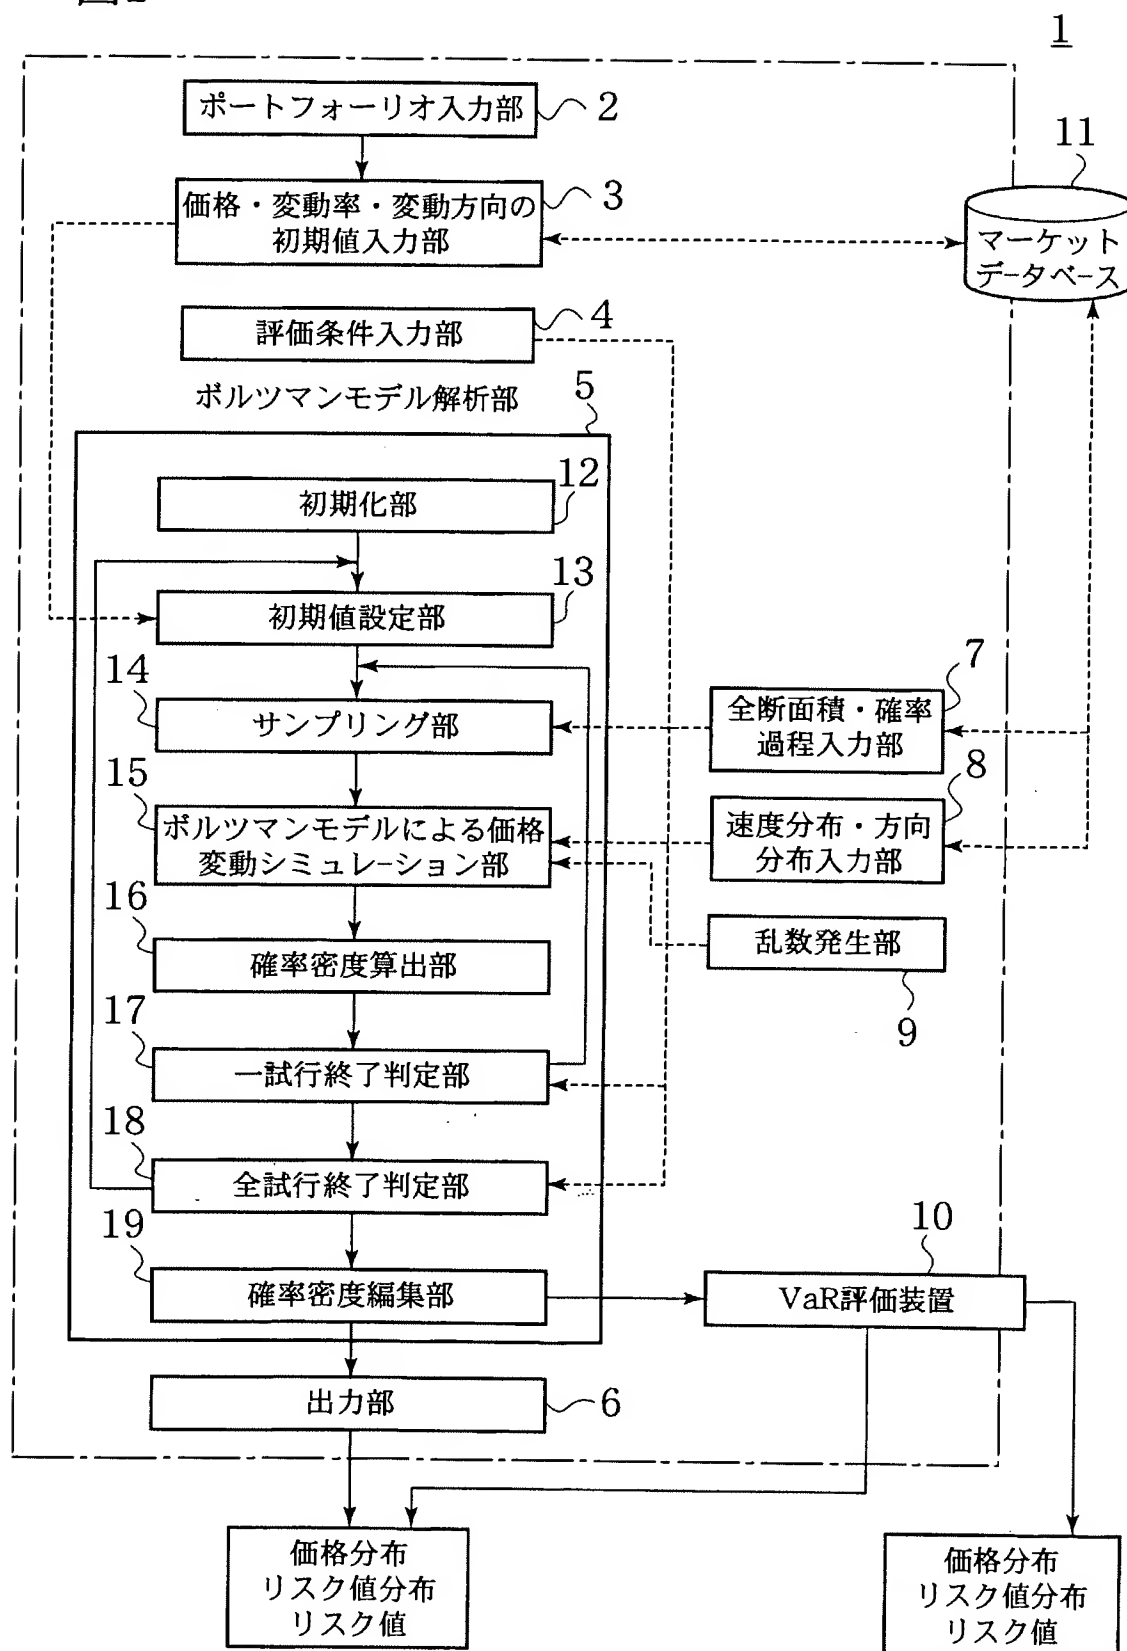 1
ポートフォーリオ入力部
2
11
価格・変動率・変動方向の
初期値入力部
3
マーケット
データベース
評価条件入力部
4
ボルツマンモデル解析部
5
初期化部
12
初期値設定部
13
14
サンプリング部
全断面積・確率
過程入力部
7
15
ボルツマンモデルによる価格
変動シミュレーション部
速度分布・方向
分布入力部
8
16
確率密度算出部
乱数発生部
9
17
一試行終了判定部
18
全試行終了判定部
19
確率密度編集部
10
VaR評価装置
出力部
6
価格分布
リスク値分布
リスク値
価格分布
リスク値分布
リスク値